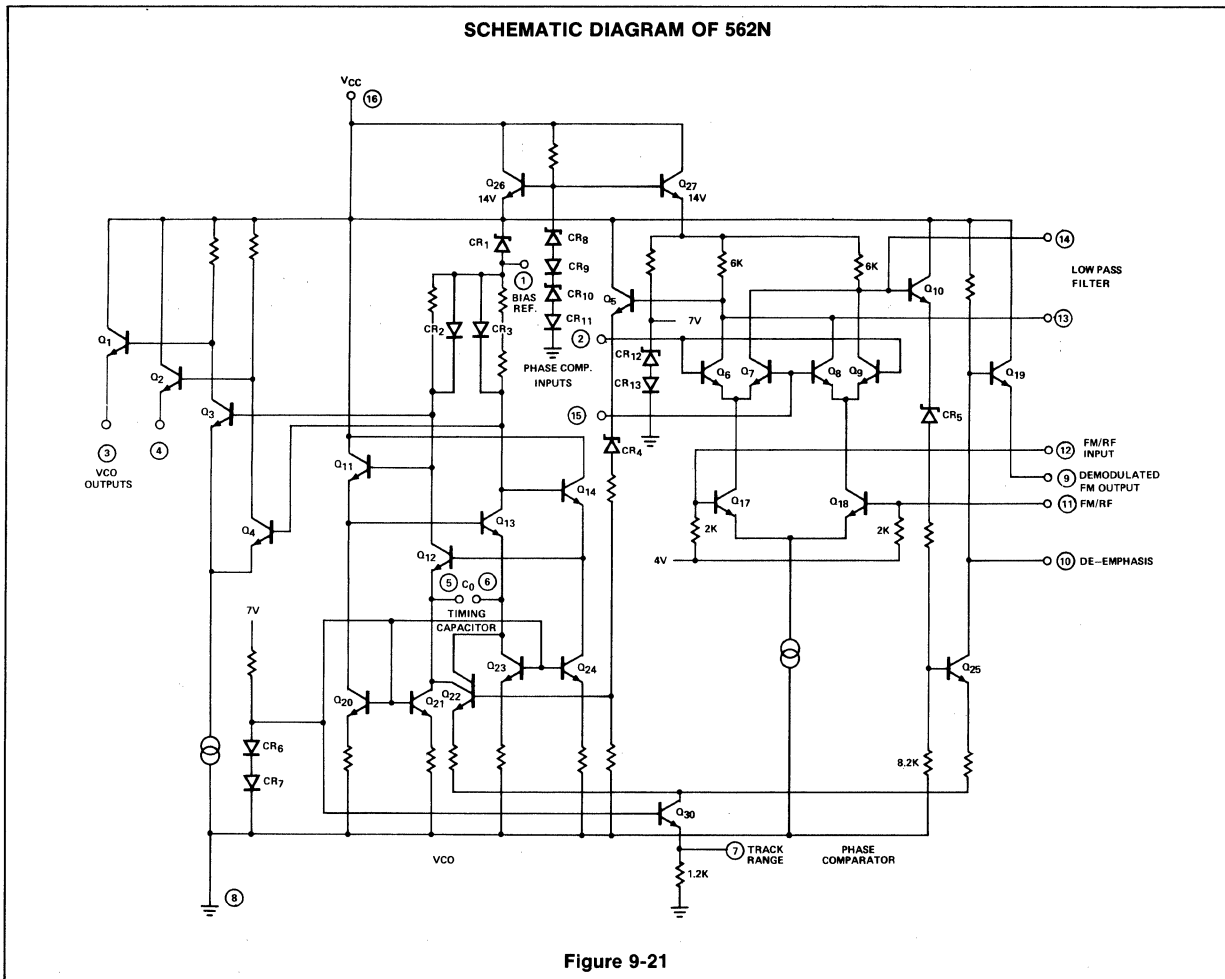 SCHEMATIC DIAGRAM OF 562N
VCC
16
Q26
14V
Q27
14V
CR1
CR8
CR9
CR10
CR11
1
BIAS
REF.
6K
6K
14
LOW PASS
FILTER
Q10
Q5
7V
13
CR2
CR3
2
PHASE COMP.
INPUTS
CR12
CR13
Q6
Q7
Q8
Q9
Q19
Q1
Q2
Q3
15
CR5
3
4
VCO
OUTPUTS
CR4
12
FM/RF
INPUT
Q11
Q14
9
DEMODULATED
FM OUTPUT
Q17
Q18
11
FM/RF
Q13
2K
2K
Q4
Q12
4V
10
DE-EMPHASIS
5
C0
6
TIMING
CAPACITOR
7V
Q23
Q24
Q25
Q20
Q21
Q22
CR6
CR7
8.2K
Q30
VCO
7
TRACK
RANGE
PHASE
COMPARATOR
1.2K
8
Figure 9-21